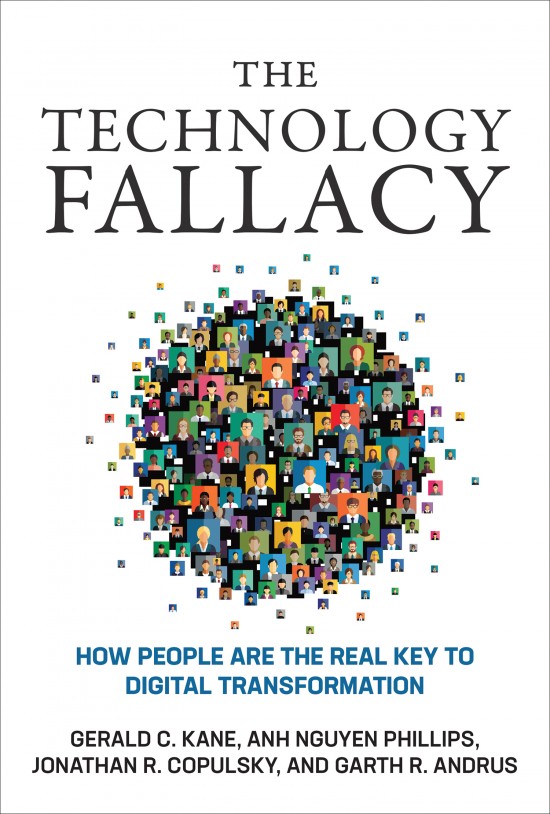 THE
TECHNOLOGY
FALLACY
HOW PEOPLE ARE THE REAL KEY TO
DIGITAL TRANSFORMATION
GERALD C. KANE, ANH NGUYEN PHILLIPS,
JONATHAN R. COPULSKY, AND GARTH R. ANDRUS